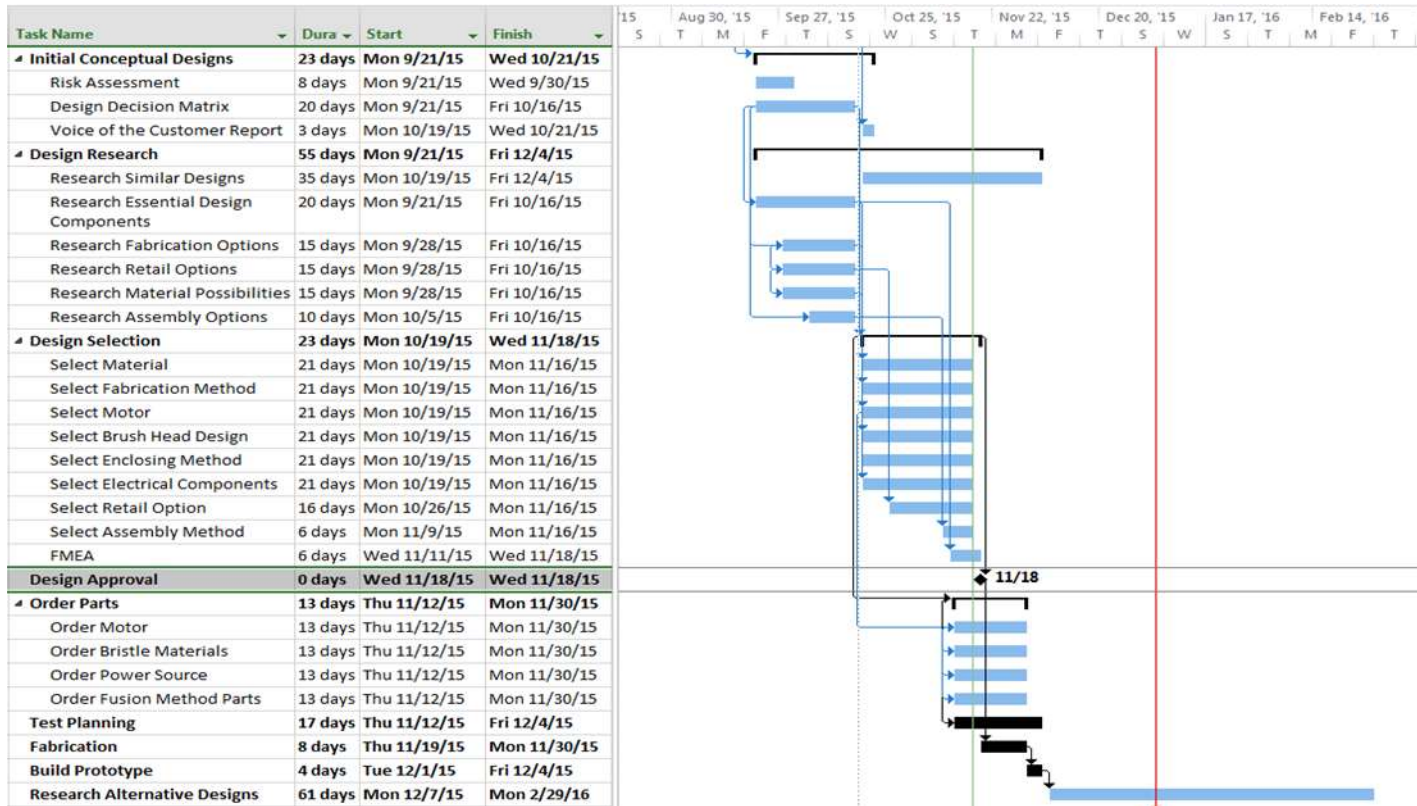 '15 Aug 30, '15 Sep 27, '15 Oct 25, '15 Nov 22, '15 Dec 20, '15 Jan 17, '16 Feb 14, '16
Task Name Dura Start Finish S T M F T S W S T M F T S W S T M F T
Initial Conceptual Designs 23 days Mon 9/21/15 Wed 10/21/15
Risk Assessment 8 days Mon 9/21/15 Wed 9/30/15
Design Decision Matrix 20 days Mon 9/21/15 Fri 10/16/15
Voice of the Customer Report 3 days Mon 10/19/15 Wed 10/21/15
Design Research 55 days Mon 9/21/15 Fri 12/4/15
Research Similar Designs 35 days Mon 10/19/15 Fri 12/4/15
Research Essential Design 20 days Mon 9/21/15 Fri 10/16/15
Components
Research Fabrication Options 15 days Mon 9/28/15 Fri 10/16/15
Research Retail Options 15 days Mon 9/28/15 Fri 10/16/15
Research Material Possibilities 15 days Mon 9/28/15 Fri 10/16/15
Research Assembly Options 10 days Mon 10/5/15 Fri 10/16/15
Design Selection 23 days Mon 10/19/15 Wed 11/18/15
Select Material 21 days Mon 10/19/15 Mon 11/16/15
Select Fabrication Method 21 days Mon 10/19/15 Mon 11/16/15
Select Motor 21 days Mon 10/19/15 Mon 11/16/15
Select Brush Head Design 21 days Mon 10/19/15 Mon 11/16/15
Select Enclosing Method 21 days Mon 10/19/15 Mon 11/16/15
Select Electrical Components 21 days Mon 10/19/15 Mon 11/16/15
Select Retail Option 16 days Mon 10/26/15 Mon 11/16/15
Select Assembly Method 6 days Mon 11/9/15 Mon 11/16/15
FMEA 6 days Wed 11/11/15 Wed 11/18/15
Design Approval 0 days Wed 11/18/15 Wed 11/18/15 11/18
Order Parts 13 days Thu 11/12/15 Mon 11/30/15
Order Motor 13 days Thu 11/12/15 Mon 11/30/15
Order Bristle Materials 13 days Thu 11/12/15 Mon 11/30/15
Order Power Source 13 days Thu 11/12/15 Mon 11/30/15
Order Fusion Method Parts 13 days Thu 11/12/15 Mon 11/30/15
Test Planning 17 days Thu 11/12/15 Fri 12/4/15
Fabrication 8 days Thu 11/19/15 Mon 11/30/15
Build Prototype 4 days Tue 12/1/15 Fri 12/4/15
Research Alternative Designs 61 days Mon 12/7/15 Mon 2/29/16